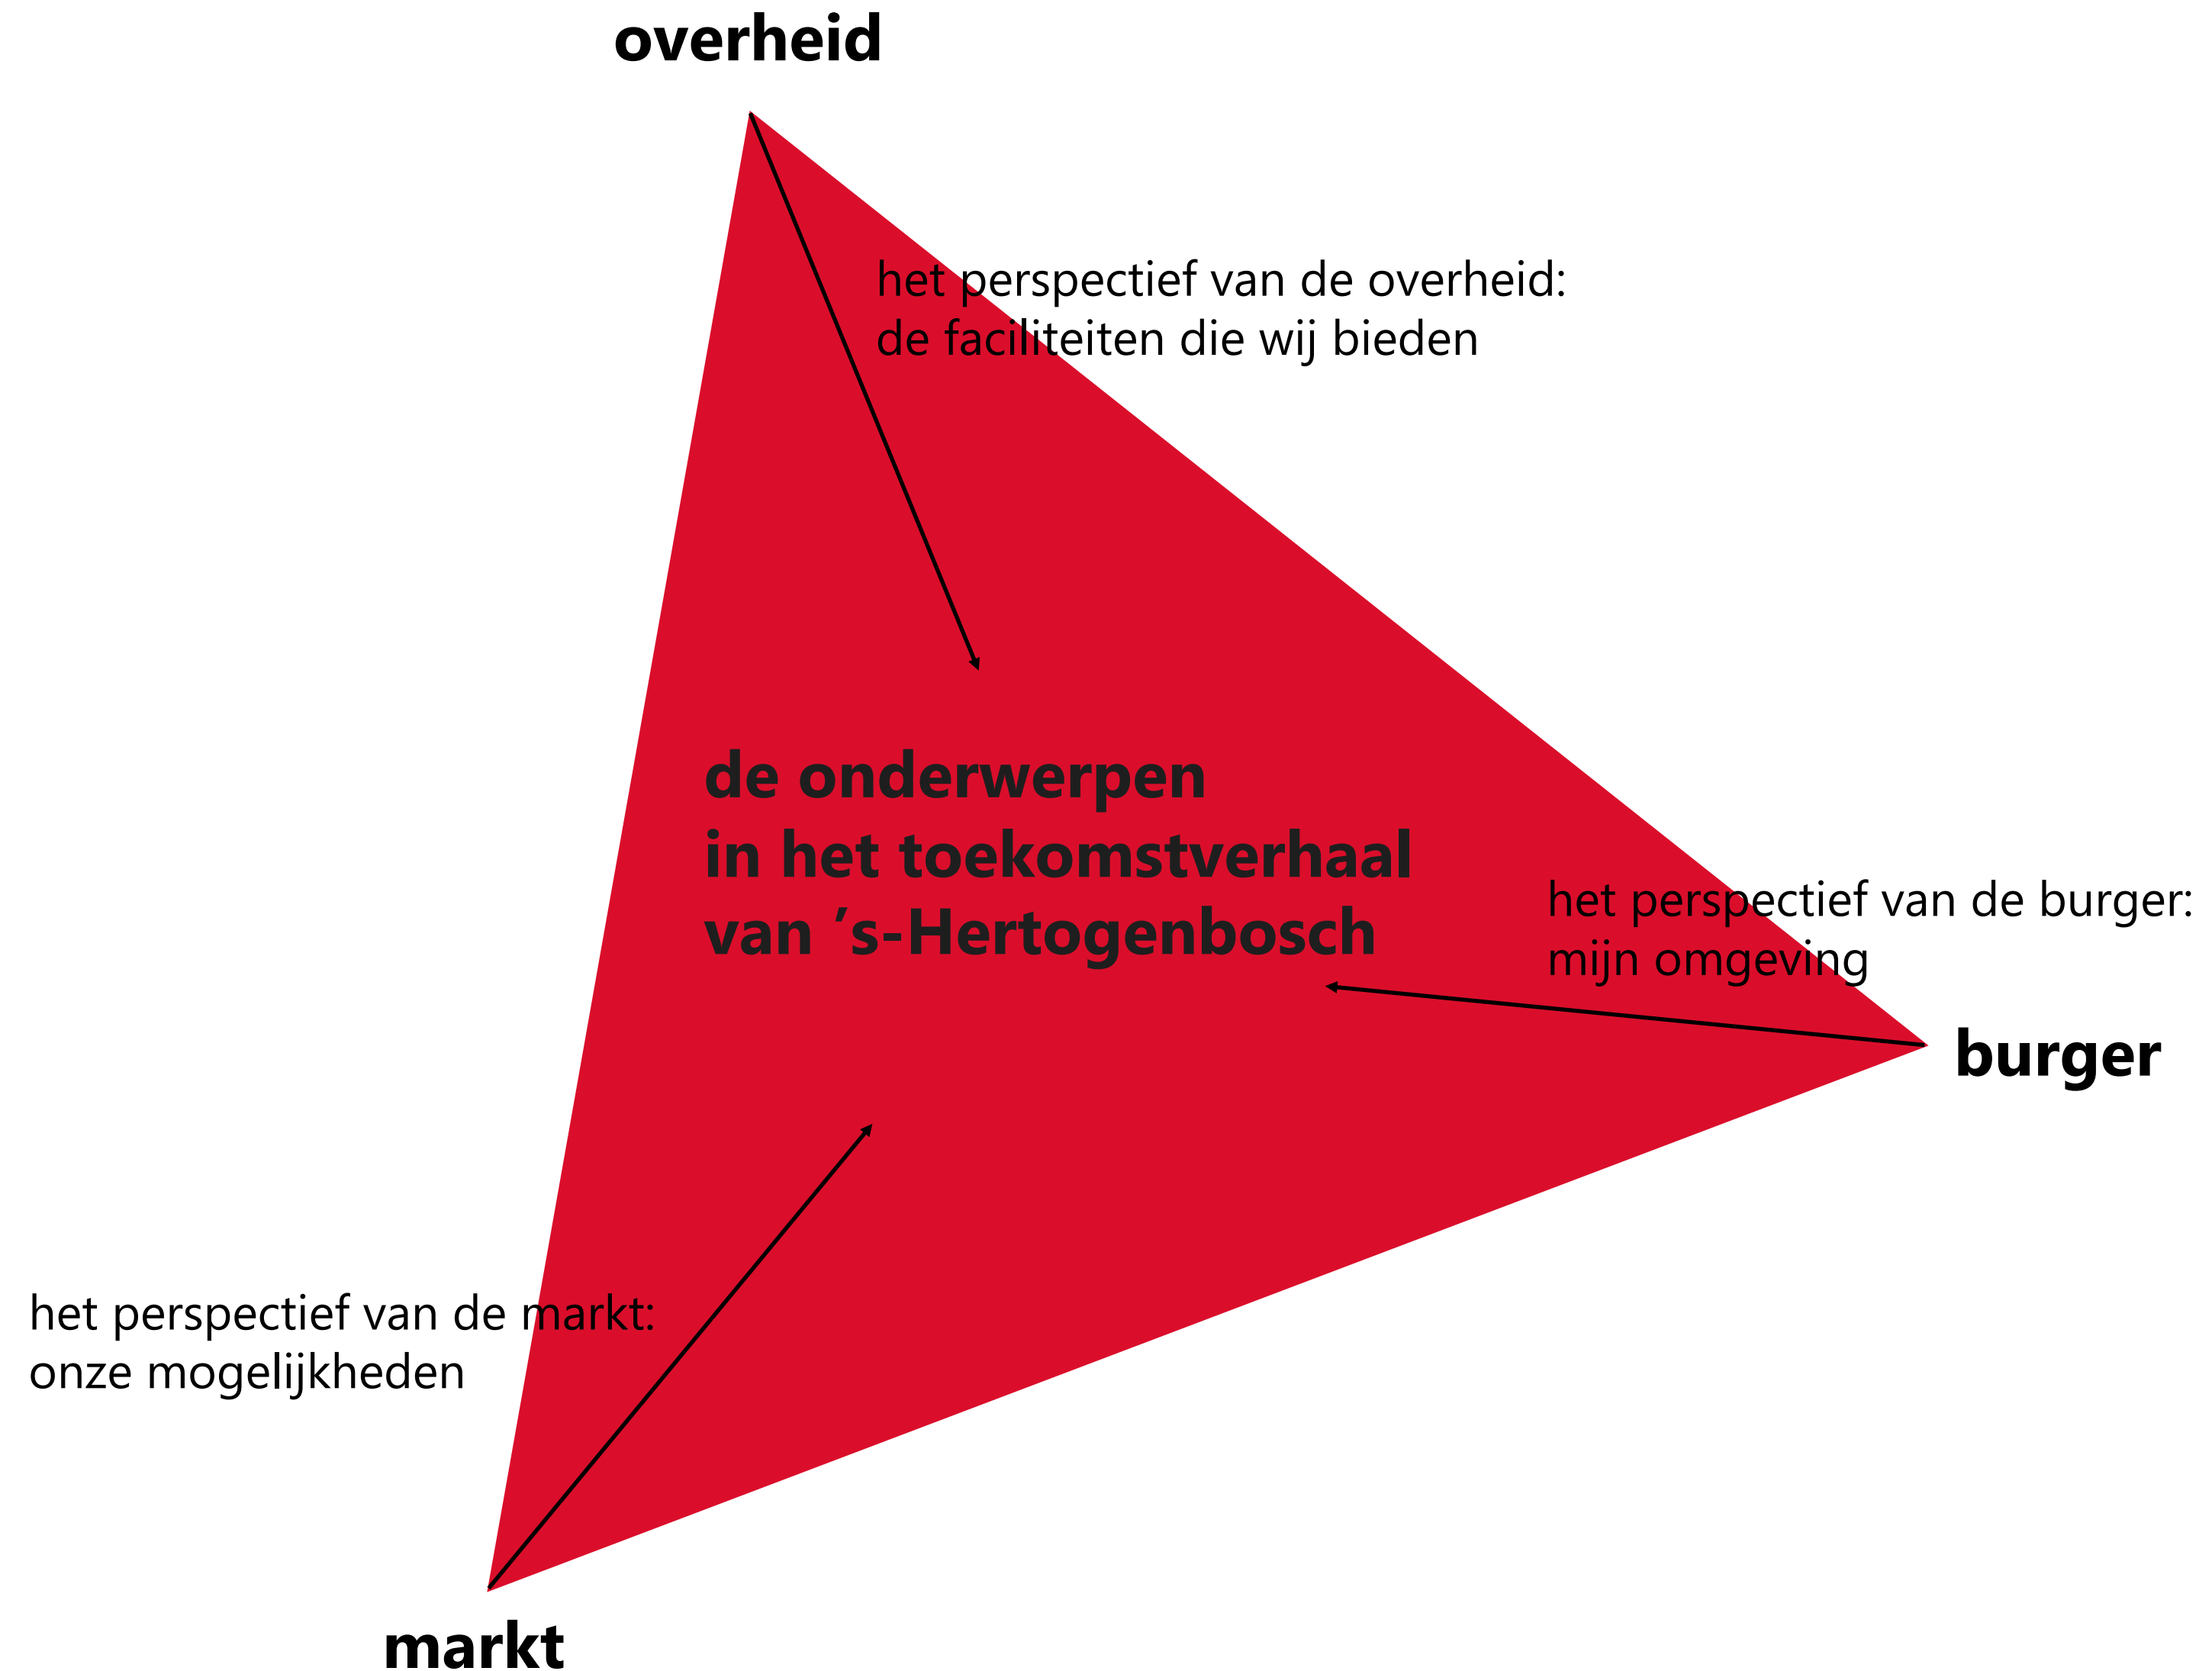 overheid
het perspectief van de overheid:
de faciliteiten die wij bieden
de onderwerpen
in het toekomstverhaal
van ’s-Hertogenbosch
het perspectief van de burger:
mijn omgeving
burger
het perspectief van de markt:
onze mogelijkheden
markt